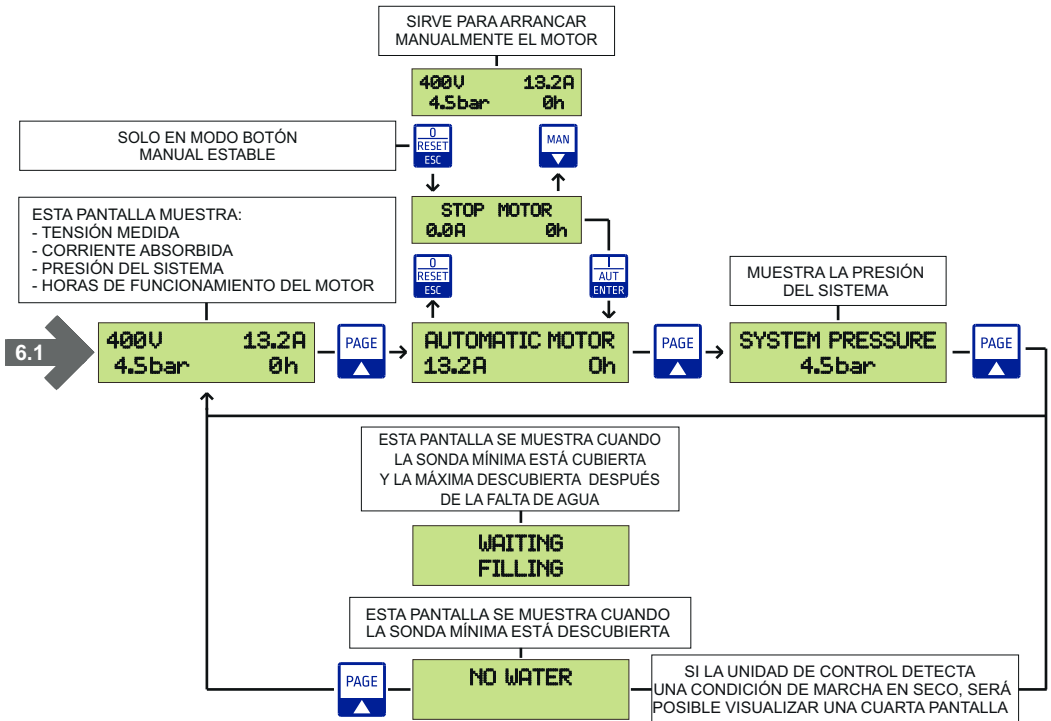 SIRVE PARA ARRANCAR
MANUALMENTE EL MOTOR
400V 13.2A
4.5bar 0h
SOLO EN MODO BOTÓN
MANUAL ESTABLE
0
RESET
ESC
MAN
STOP MOTOR
0.0A 0h
ESTA PANTALLA MUESTRA:
- TENSIÓN MEDIDA
- CORRIENTE ABSORBIDA
- PRESIÓN DEL SISTEMA
- HORAS DE FUNCIONAMIENTO DEL MOTOR
0
RESET
ESC
I
AUT
ENTER
MUESTRA LA PRESIÓN
DEL SISTEMA
6.1
400V 13.2A
4.5bar 0h
PAGE
AUTOMATIC MOTOR
13.2A 0h
PAGE
SYSTEM PRESSURE
4.5bar
PAGE
ESTA PANTALLA SE MUESTRA CUANDO
LA SONDA MÍNIMA ESTÁ CUBIERTA
Y LA MÁXIMA DESCUBIERTA DESPUÉS
DE LA FALTA DE AGUA
WAITING
FILLING
ESTA PANTALLA SE MUESTRA CUANDO
LA SONDA MÍNIMA ESTÁ DESCUBIERTA
PAGE
NO WATER
SI LA UNIDAD DE CONTROL DETECTA
UNA CONDICIÓN DE MARCHA EN SECO, SERÁ
POSIBLE VISUALIZAR UNA CUARTA PANTALLA